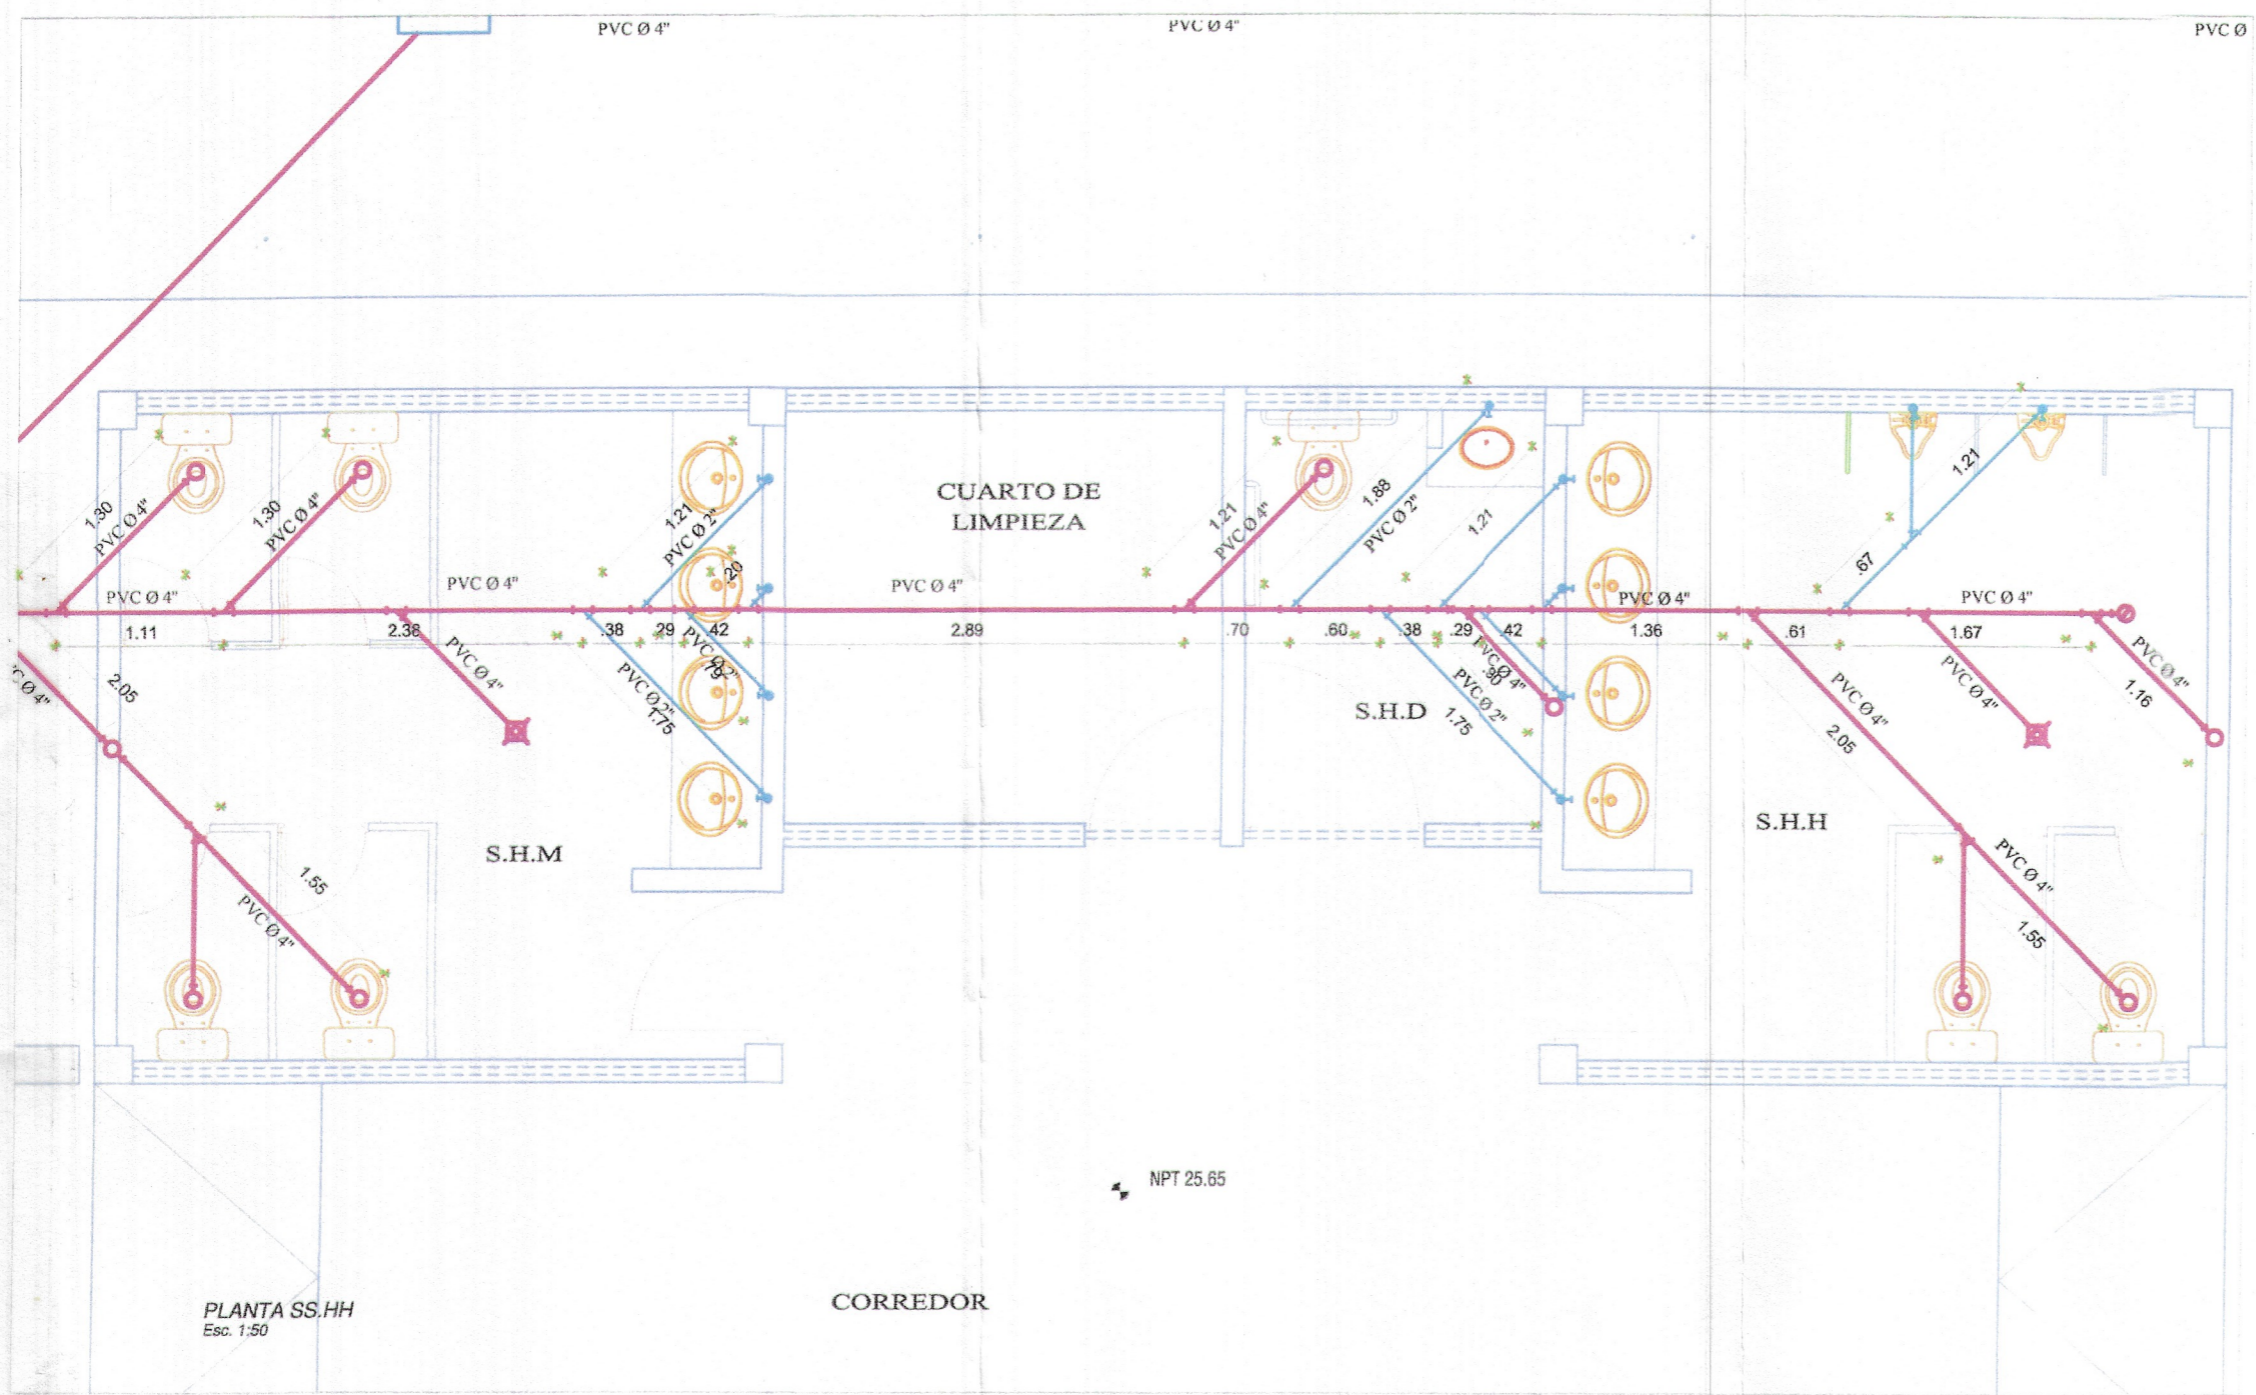 PVC Ø 4"
PVC Ø 4"
PVC Ø
1.30
PVC Ø 4"
1.30
PVC Ø 4"
1.21
PVC Ø 2"
.20
CUARTO DE
LIMPIEZA
1.21
PVC Ø 4"
1.88
PVC Ø 2"
1.21
1.21
.67
PVC Ø 4"
PVC Ø 4"
PVC Ø 4"
PVC Ø 4"
PVC Ø 4"
1.11
2.38
.38
.29
.42
2.89
.70
.60
.38
.29
.42
1.36
.61
1.67
C Ø 4"
2.05
PVC Ø 4"
PVC Ø 2"
1.75
PVC Ø 2"
.79
S.H.D
PVC Ø 4"
.90
PVC Ø 2"
1.75
PVC Ø 4"
2.05
PVC Ø 4"
PVC Ø 4"
1.16
S.H.M
S.H.H
1.55
PVC Ø 4"
PVC Ø 4"
1.55
NPT 25.65
CORREDOR
PLANTA SS.HH
Esc. 1:50